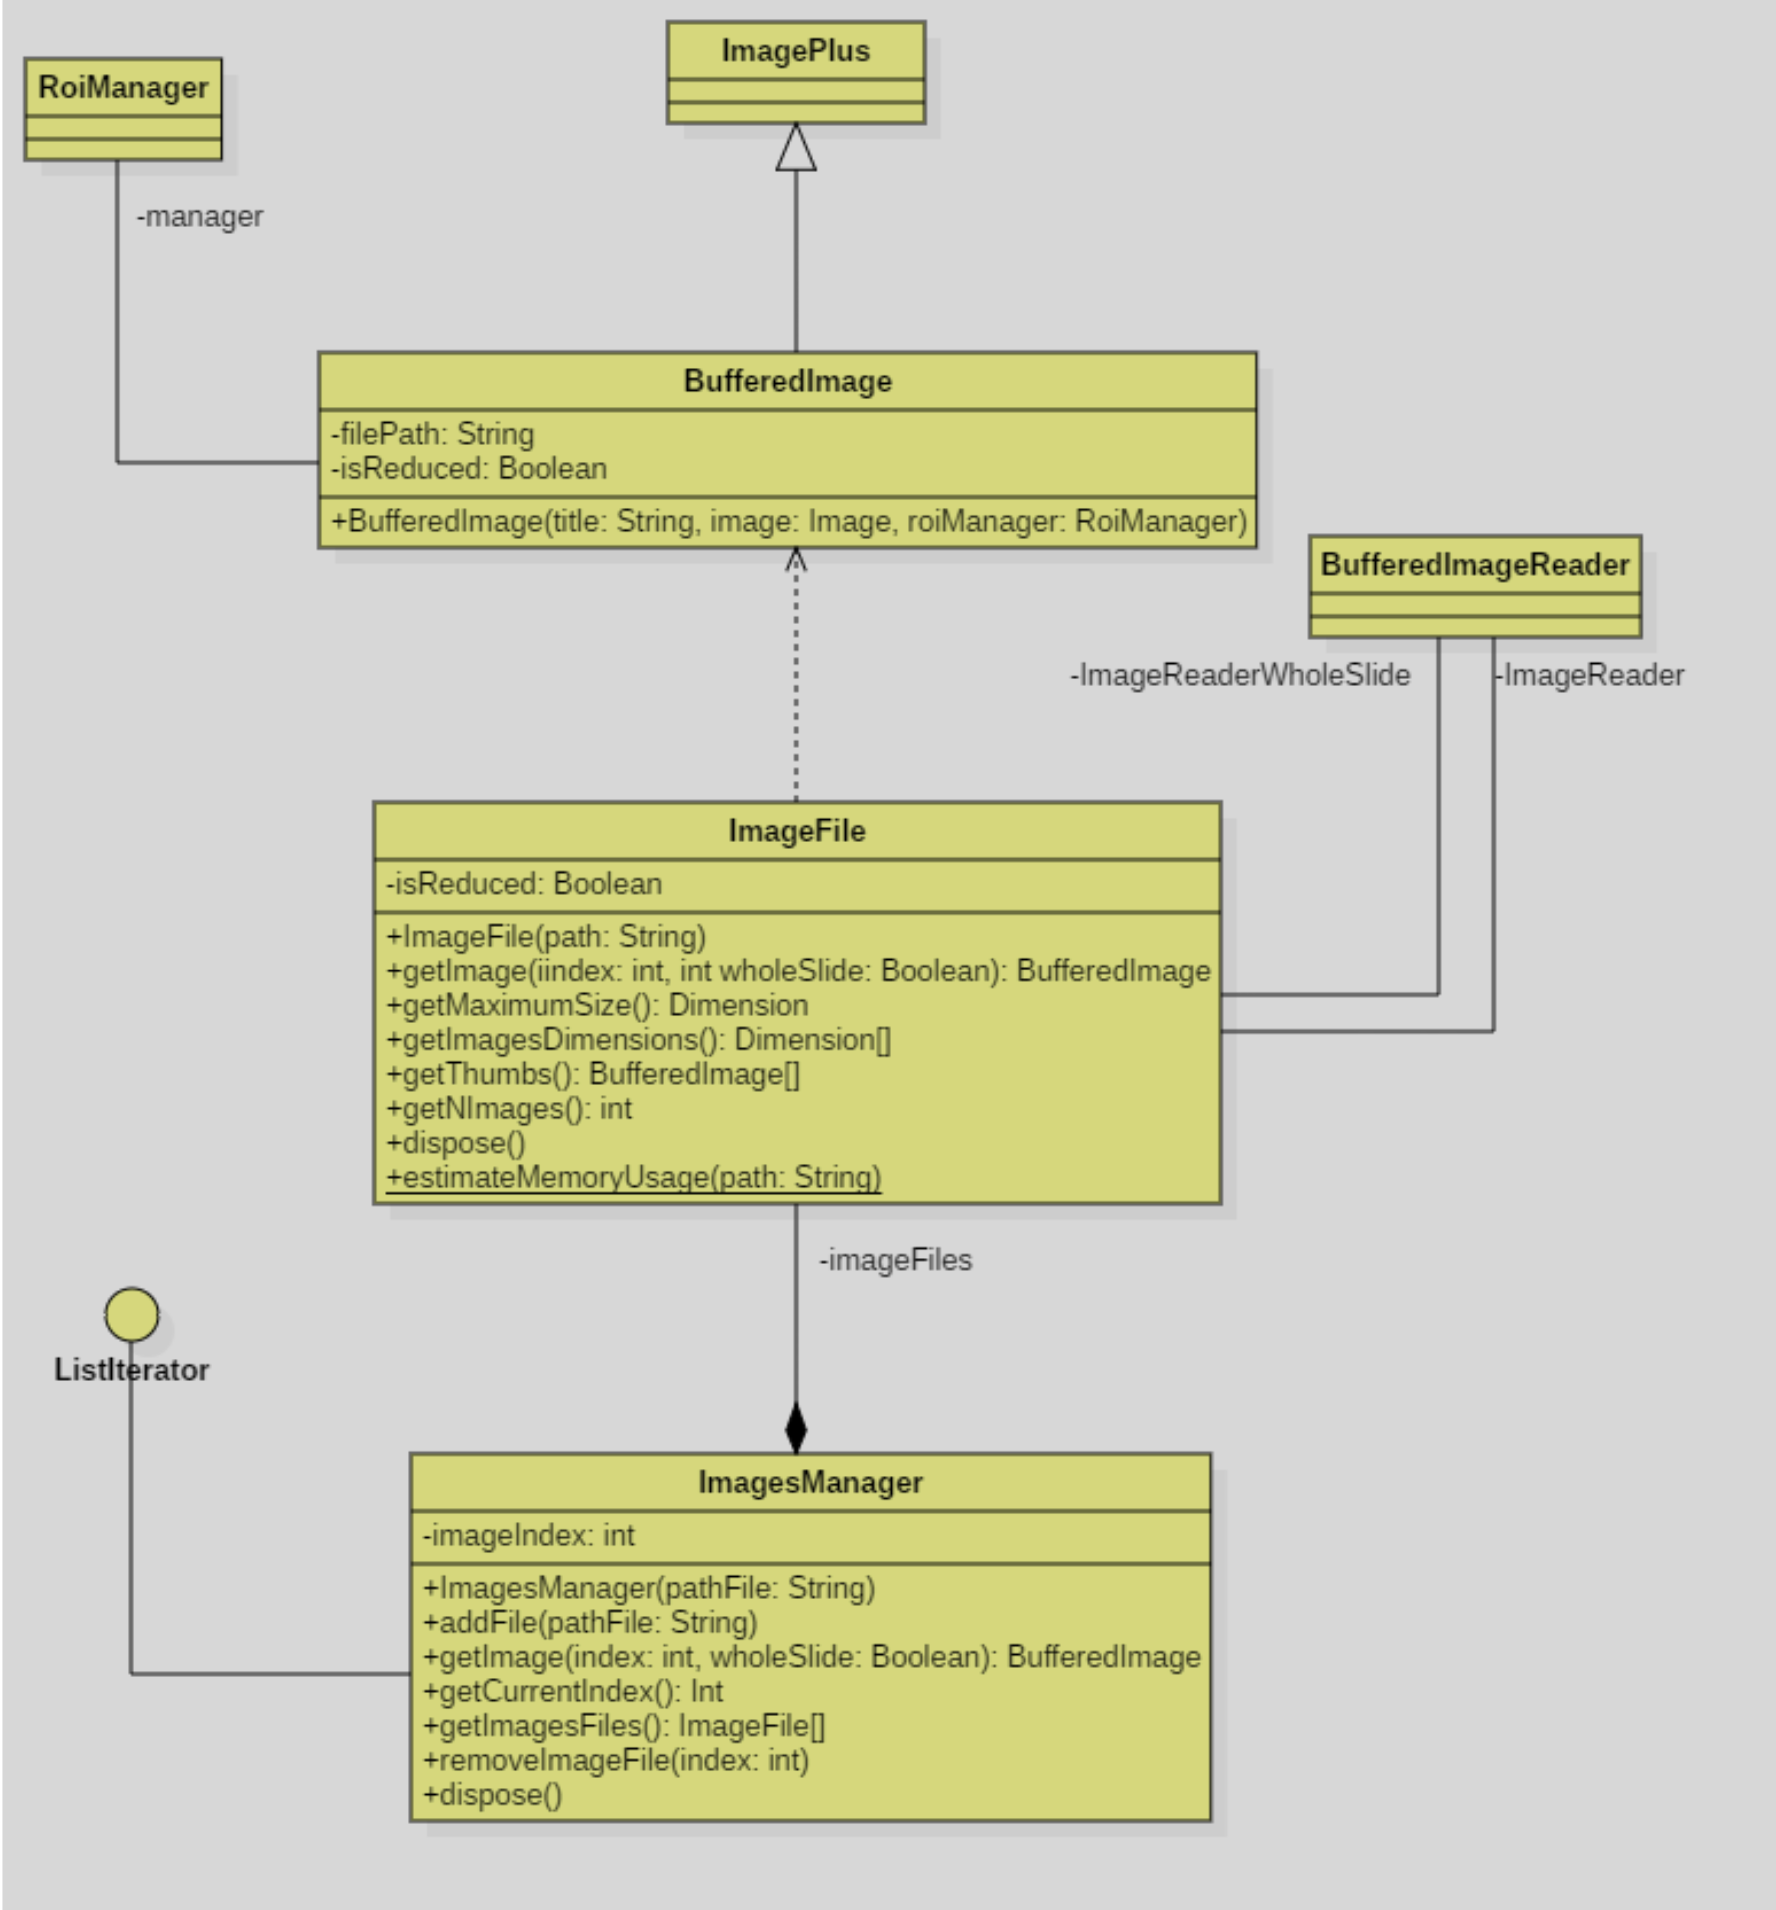 ImagePlus
RoiManager
-manager
BufferedImage
-filePath: String
-isReduced: Boolean
+BufferedImage(title: String, image: Image, roiManager: RoiManager)
BufferedImageReader
-ImageReaderWholeSlide
-ImageReader
ImageFile
-isReduced: Boolean
+ImageFile(path: String)
+getImage(iindex: int, int wholeSlide: Boolean): BufferedImage
+getMaximumSize(): Dimension
+getImagesDimensions(): Dimension[]
+getThumbs(): BufferedImage[]
+getNImages(): int
+dispose()
+estimateMemoryUsage(path: String)
-imageFiles
ListIterator
ImagesManager
-imageIndex: int
+ImagesManager(pathFile: String)
+addFile(pathFile: String)
+getImage(index: int, wholeSlide: Boolean): BufferedImage
+getCurrentIndex(): Int
+getImagesFiles(): ImageFile[]
+removeImageFile(index: int)
+dispose()